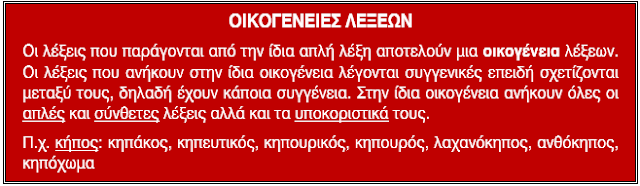 ΟΙΚΟΓΕΝΕΙΕΣ ΛΕΞΕΩΝ
Οι λέξεις που παράγονται από την ίδια απλή λέξη αποτελούν μια οικογένεια λέξεων.
Οι λέξεις που ανήκουν στην ίδια οικογένεια λέγονται συγγενικές επειδή σχετίζονται
μεταξύ τους, δηλαδή έχουν κάποια συγγένεια. Στην ίδια οικογένεια ανήκουν όλες οι
απλές και σύνθετες λέξεις αλλά και τα υποκοριστικά τους.
Π.χ. κήπος: κηπάκος, κηπευτικός, κηπουρικός, κηπουρός, λαχανόκηπος, ανθόκηπος,
κηπόχωμα